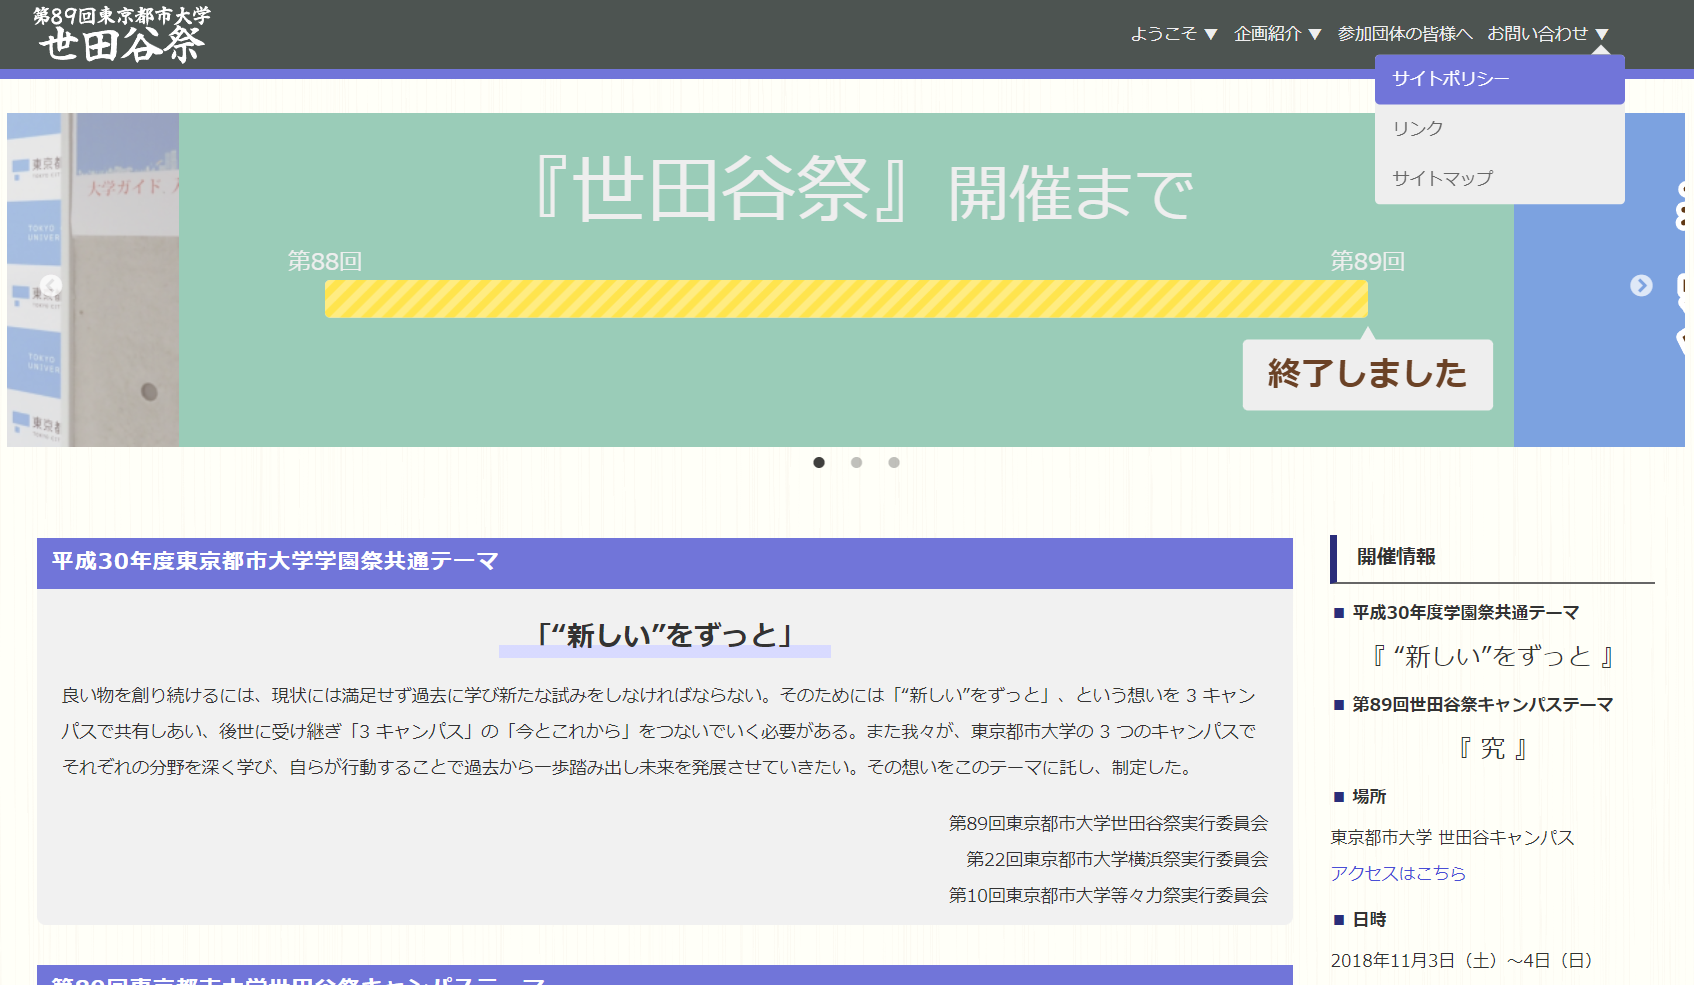 第89回東京都市大学
世田谷祭
ようこそ ▼ 企画紹介 ▼ 参加団体の皆様へ お問い合わせ ▼
サイトポリシー
リンク
サイトマップ
大学ガイド
『世田谷祭』開催まで
第88回 第89回
終了しました
平成30年度東京都市大学学園祭共通テーマ
「“新しい”をずっと」
良い物を創り続けるには、現状には満足せず過去に学び新たな試みをしなければならない。そのためには「“新しい”をずっと」、という想いを 3 キャン
パスで共有しあい、後世に受け継ぎ「3 キャンパス」の「今とこれから」をつないでいく必要がある。また我々が、東京都市大学の 3 つのキャンパスで
それぞれの分野を深く学び、自らが行動することで過去から一歩踏み出し未来を発展させていきたい。その想いをこのテーマに託し、制定した。
第89回東京都市大学世田谷祭実行委員会
第22回東京都市大学横浜祭実行委員会
第10回東京都市大学等々力祭実行委員会
第89回東京都市大学世田谷祭キャンパステーマ
開催情報
■ 平成30年度学園祭共通テーマ
『 “新しい”をずっと 』
■ 第89回世田谷祭キャンパステーマ
『 究 』
■ 場所
東京都市大学 世田谷キャンパス
アクセスはこちら
■ 日時
2018年11月3日（土）～4日（日）